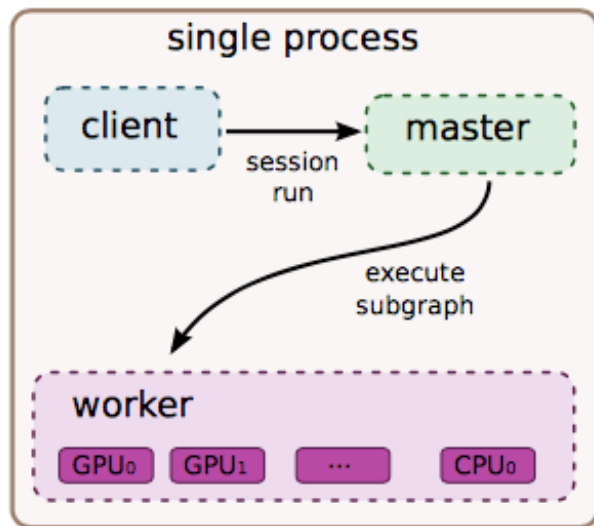 single process
client
master
session
run
execute
subgraph
worker
GPU₀
GPU₁
...
CPU₀